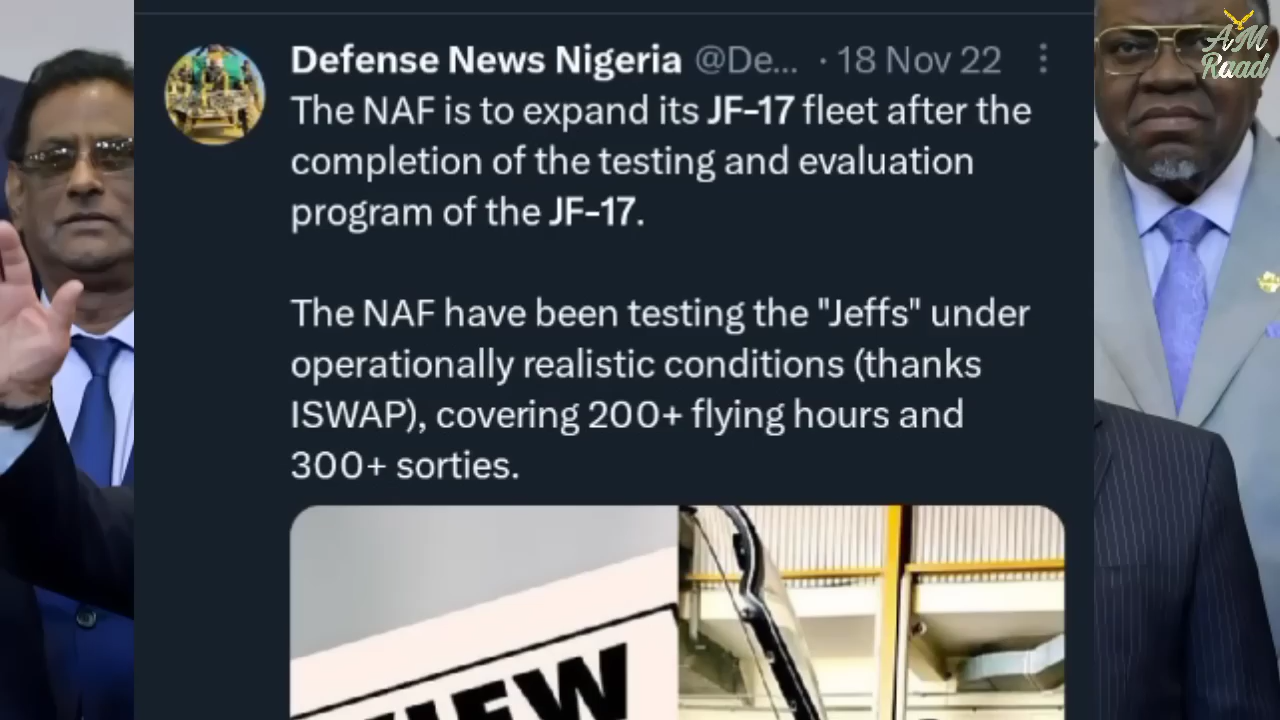 AM
Raad
Defense News Nigeria @De... · 18 Nov 22
The NAF is to expand its JF-17 fleet after the
completion of the testing and evaluation
program of the JF-17.
The NAF have been testing the "Jeffs" under
operationally realistic conditions (thanks
ISWAP), covering 200+ flying hours and
300+ sorties.